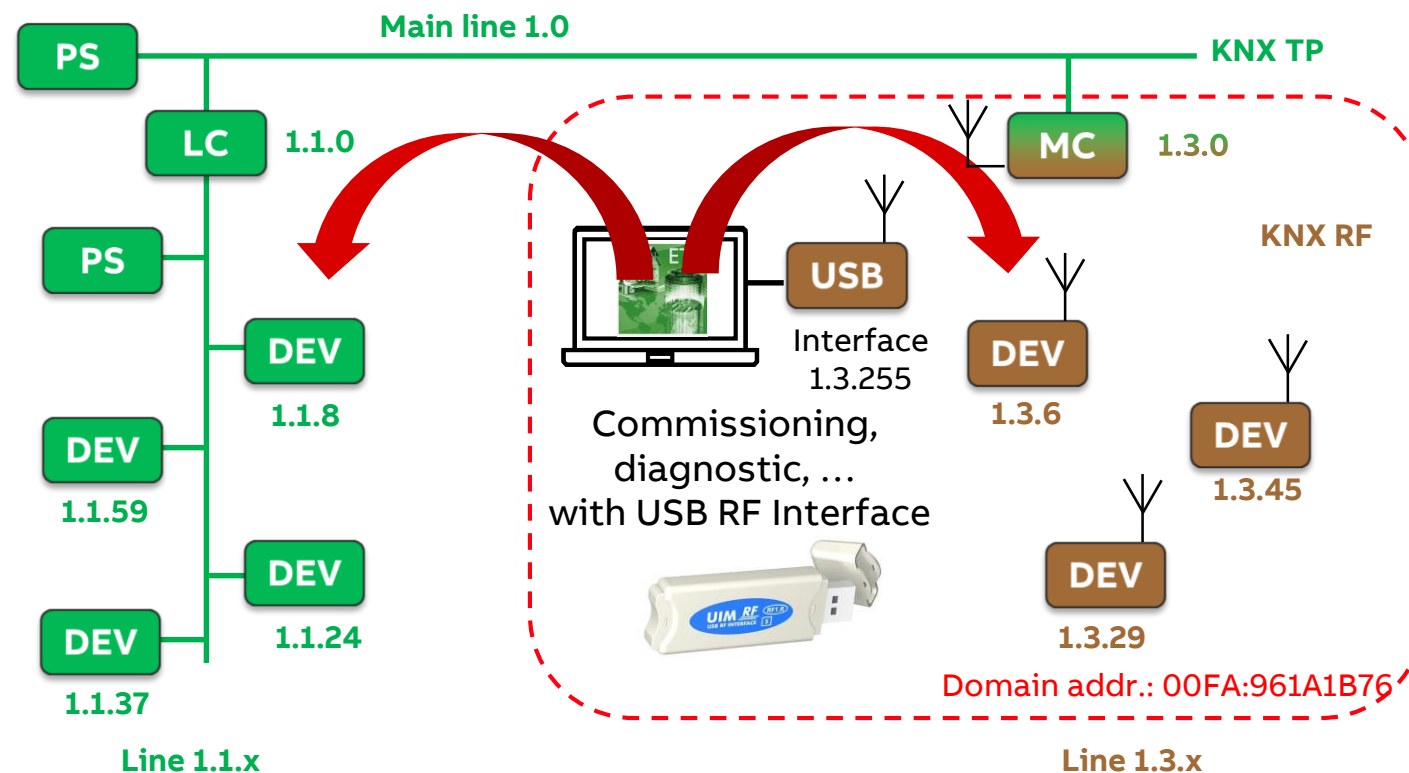 Main line 1.0
PS
KNX TP
LC
1.1.0
MC
1.3.0
PS
KNX RF
E
USB
DEV
1.1.8
Interface
1.3.255
DEV
1.3.6
DEV
1.1.59
Commissioning,
diagnostic, ...
with USB RF Interface
DEV
1.3.45
DEV
1.1.24
UIM RF RF1.R
USB RF INTERFACE S
DEV
1.3.29
DEV
1.1.37
Domain addr.: 00FA:961A1B76
Line 1.1.x
Line 1.3.x